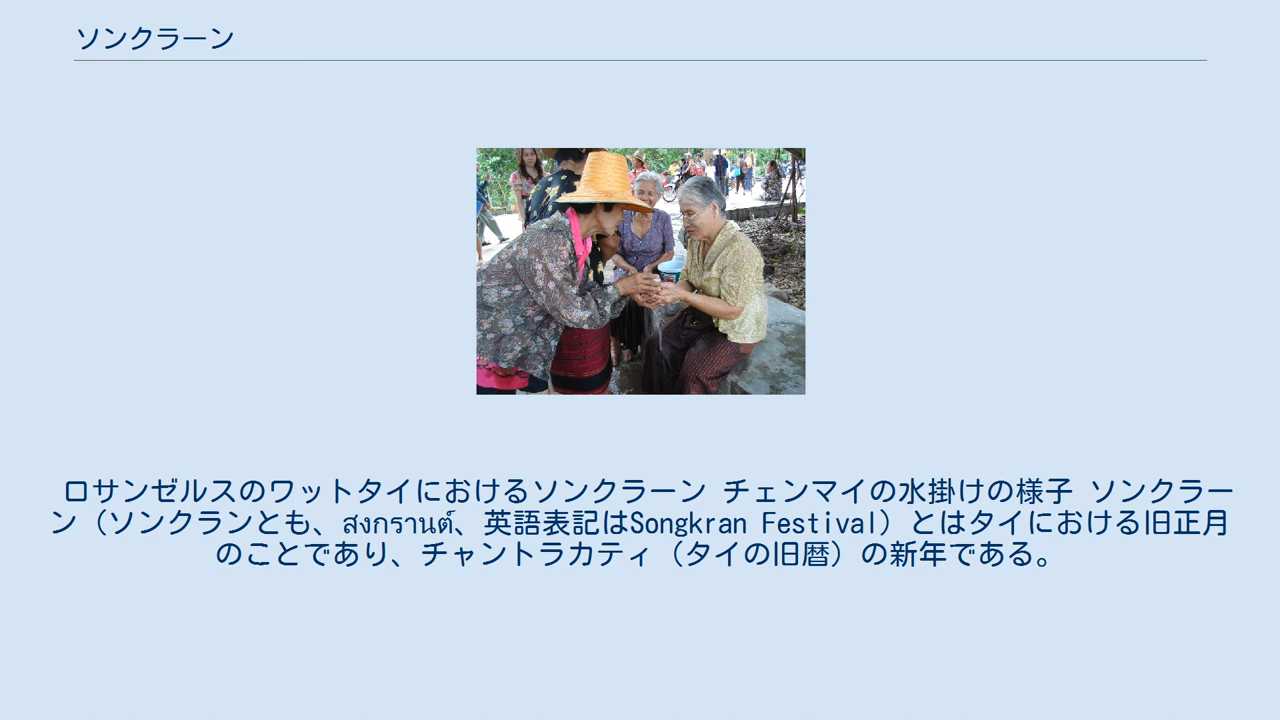 ソンクラーン
ロサンゼルスのワットタイにおけるソンクラーン チェンマイの水掛けの様子 ソンクラー
ン（ソンクランとも、สงกรานต์、英語表記はSongkran Festival）とはタイにおける旧正月
のことであり、チャントラカティ（タイの旧暦）の新年である。